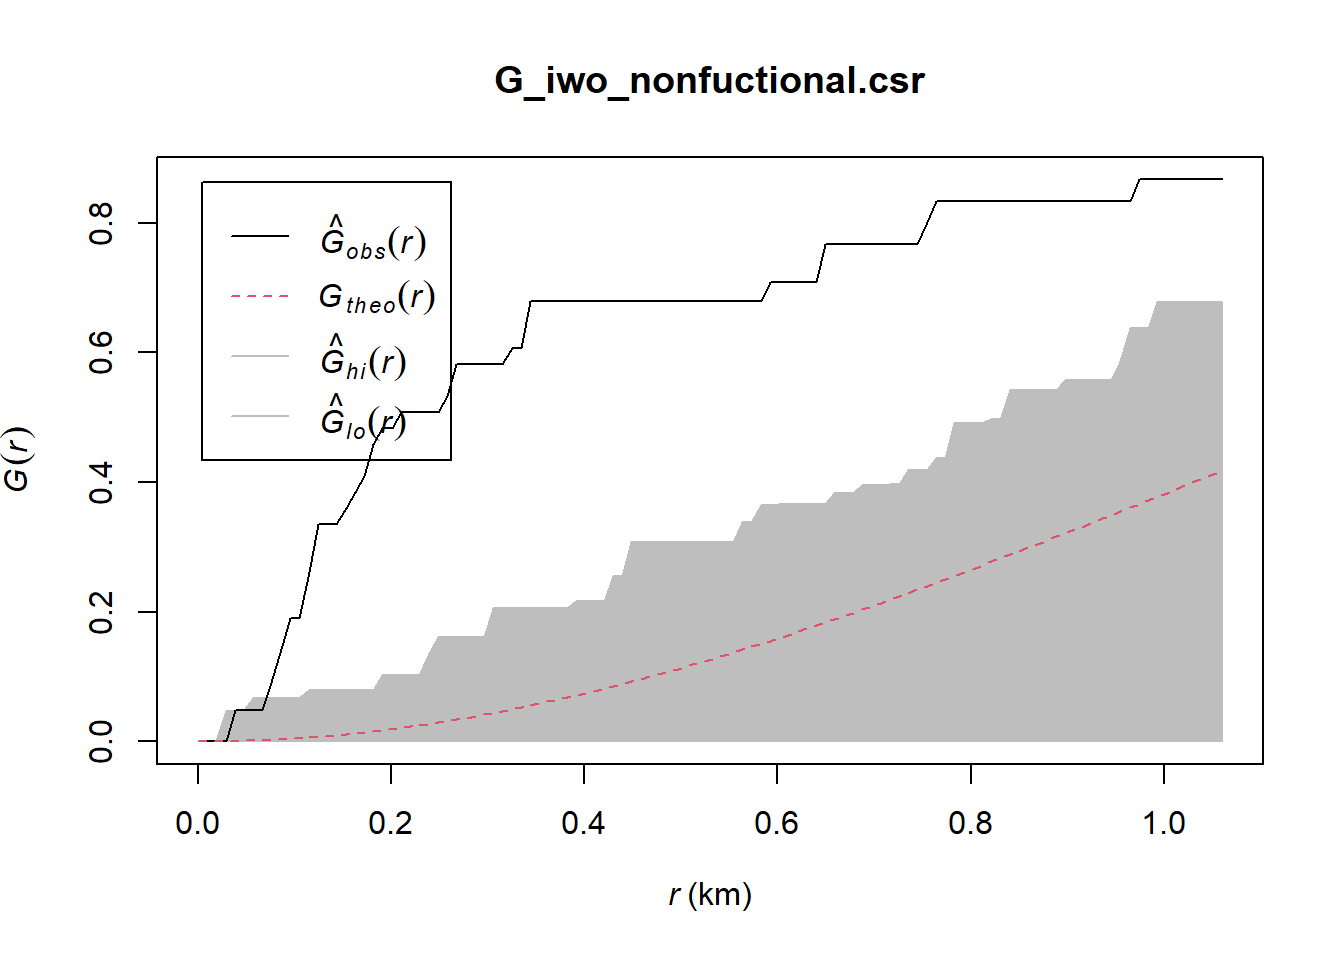 G_iwo_nonfuctional.csr
Ĝobs(r)
Gtheo(r)
Ĝhi(r)
Ĝlo(r)
G(r)
0.8
0.6
0.4
0.2
0.0
0.0 0.2 0.4 0.6 0.8 1.0
r (km)